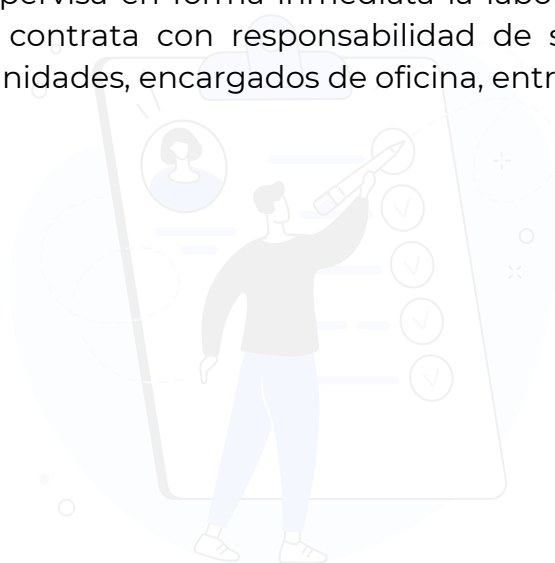 pervisa en forma inmediata la labo
contrata con responsabilidad de s
nidades, encargados de oficina, entr